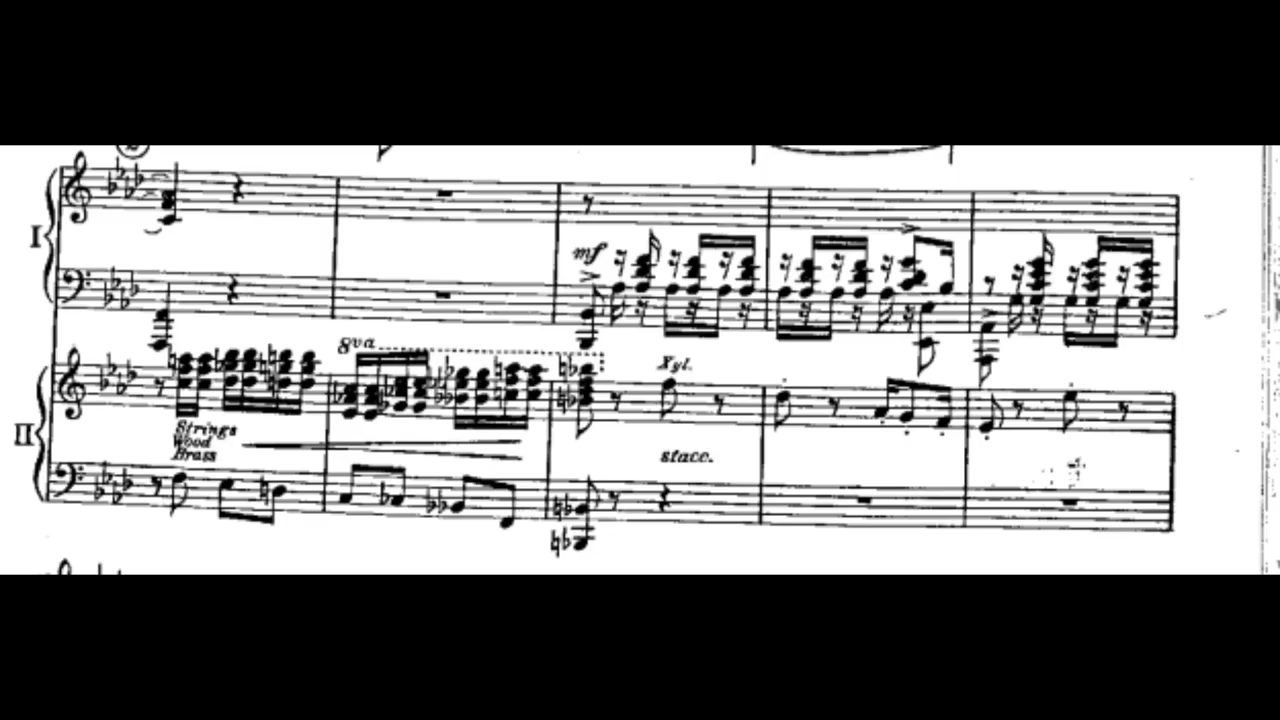 I
mf
8va
Xyl.
II
Strings
Wood
Brass
stacc.